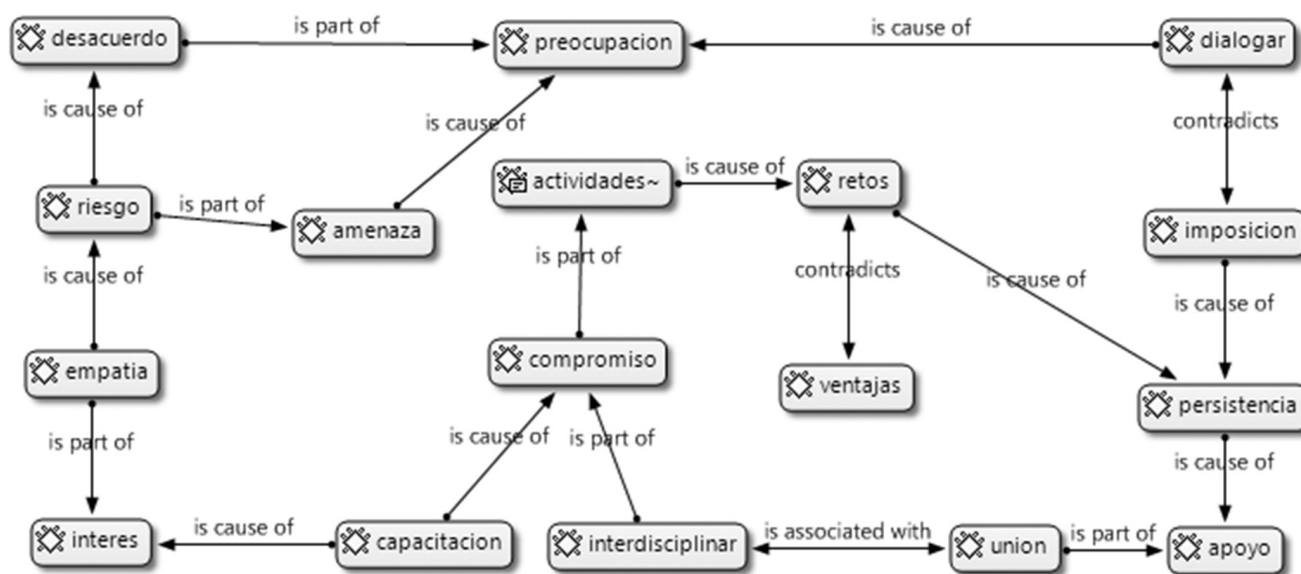 is part of
is cause of
desacuerdo
preocupacion
dialogar
is cause of
is cause of
contradicts
actividades~
is cause of
retos
riesgo
is part of
amenaza
imposicion
is part of
is cause of
contradicts
is cause of
is cause of
empatia
compromiso
ventajas
persistencia
is part of
is cause of
is part of
is cause of
interes
is cause of
capacitacion
interdisciplinar
is associated with
union
is part of
apoyo